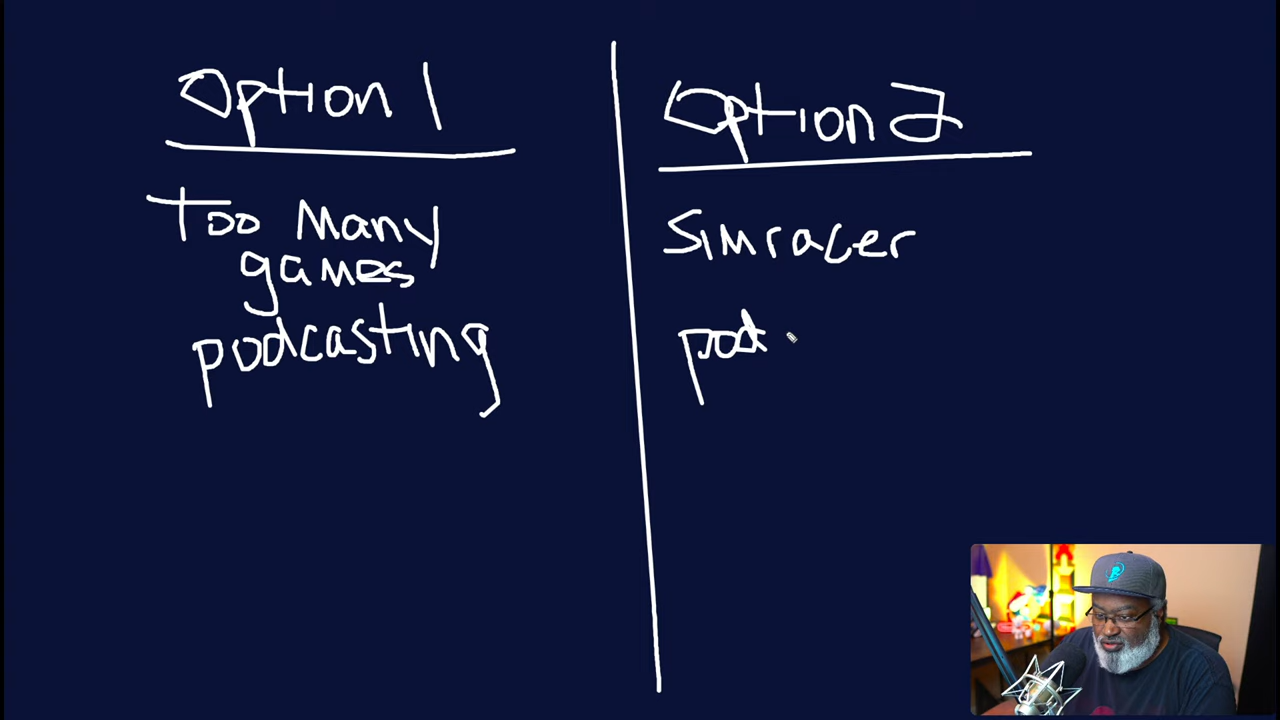 Option 1
Too Many
games
podcasting
Option 2
Simracer
pod